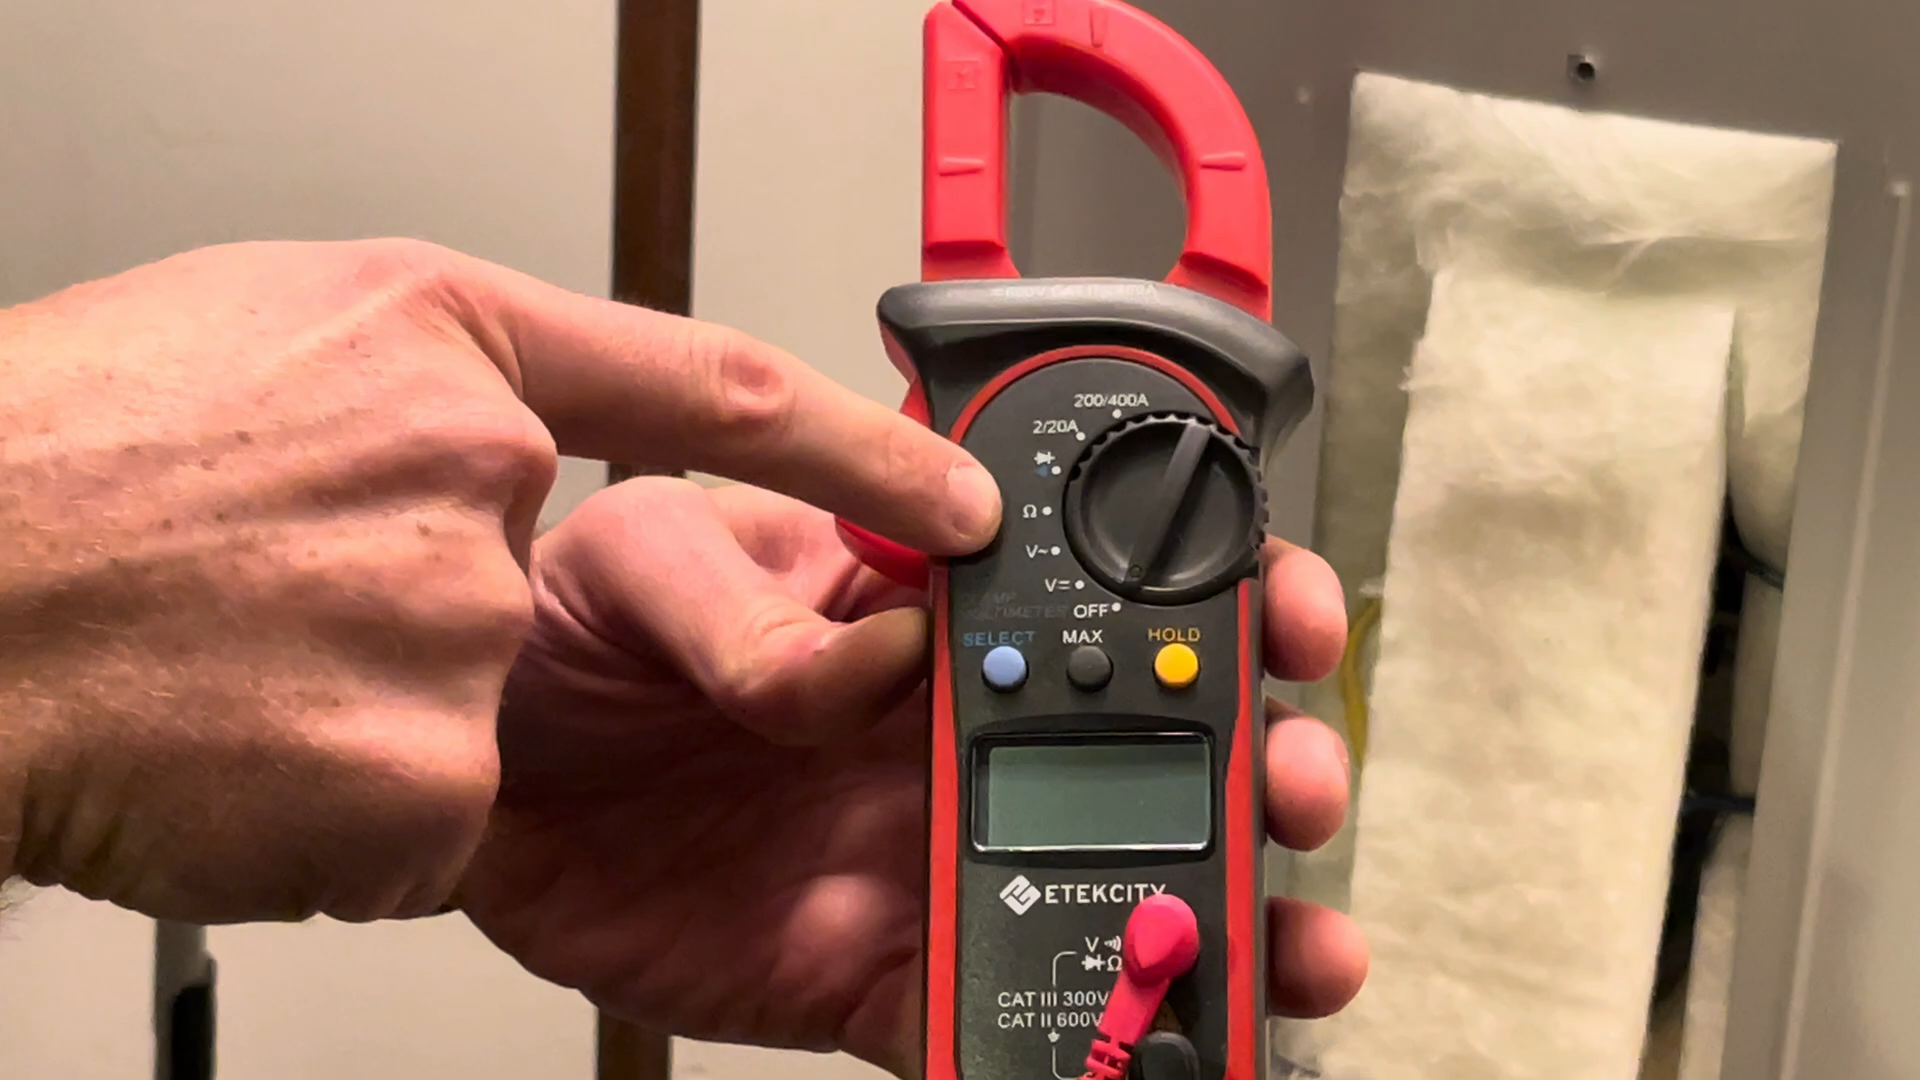 200/400A
2/20A
Ω
V~
V=
OFF
SELECT MAX HOLD
ETEKCITY
V
Ω
CAT III 300V
CAT II 600V